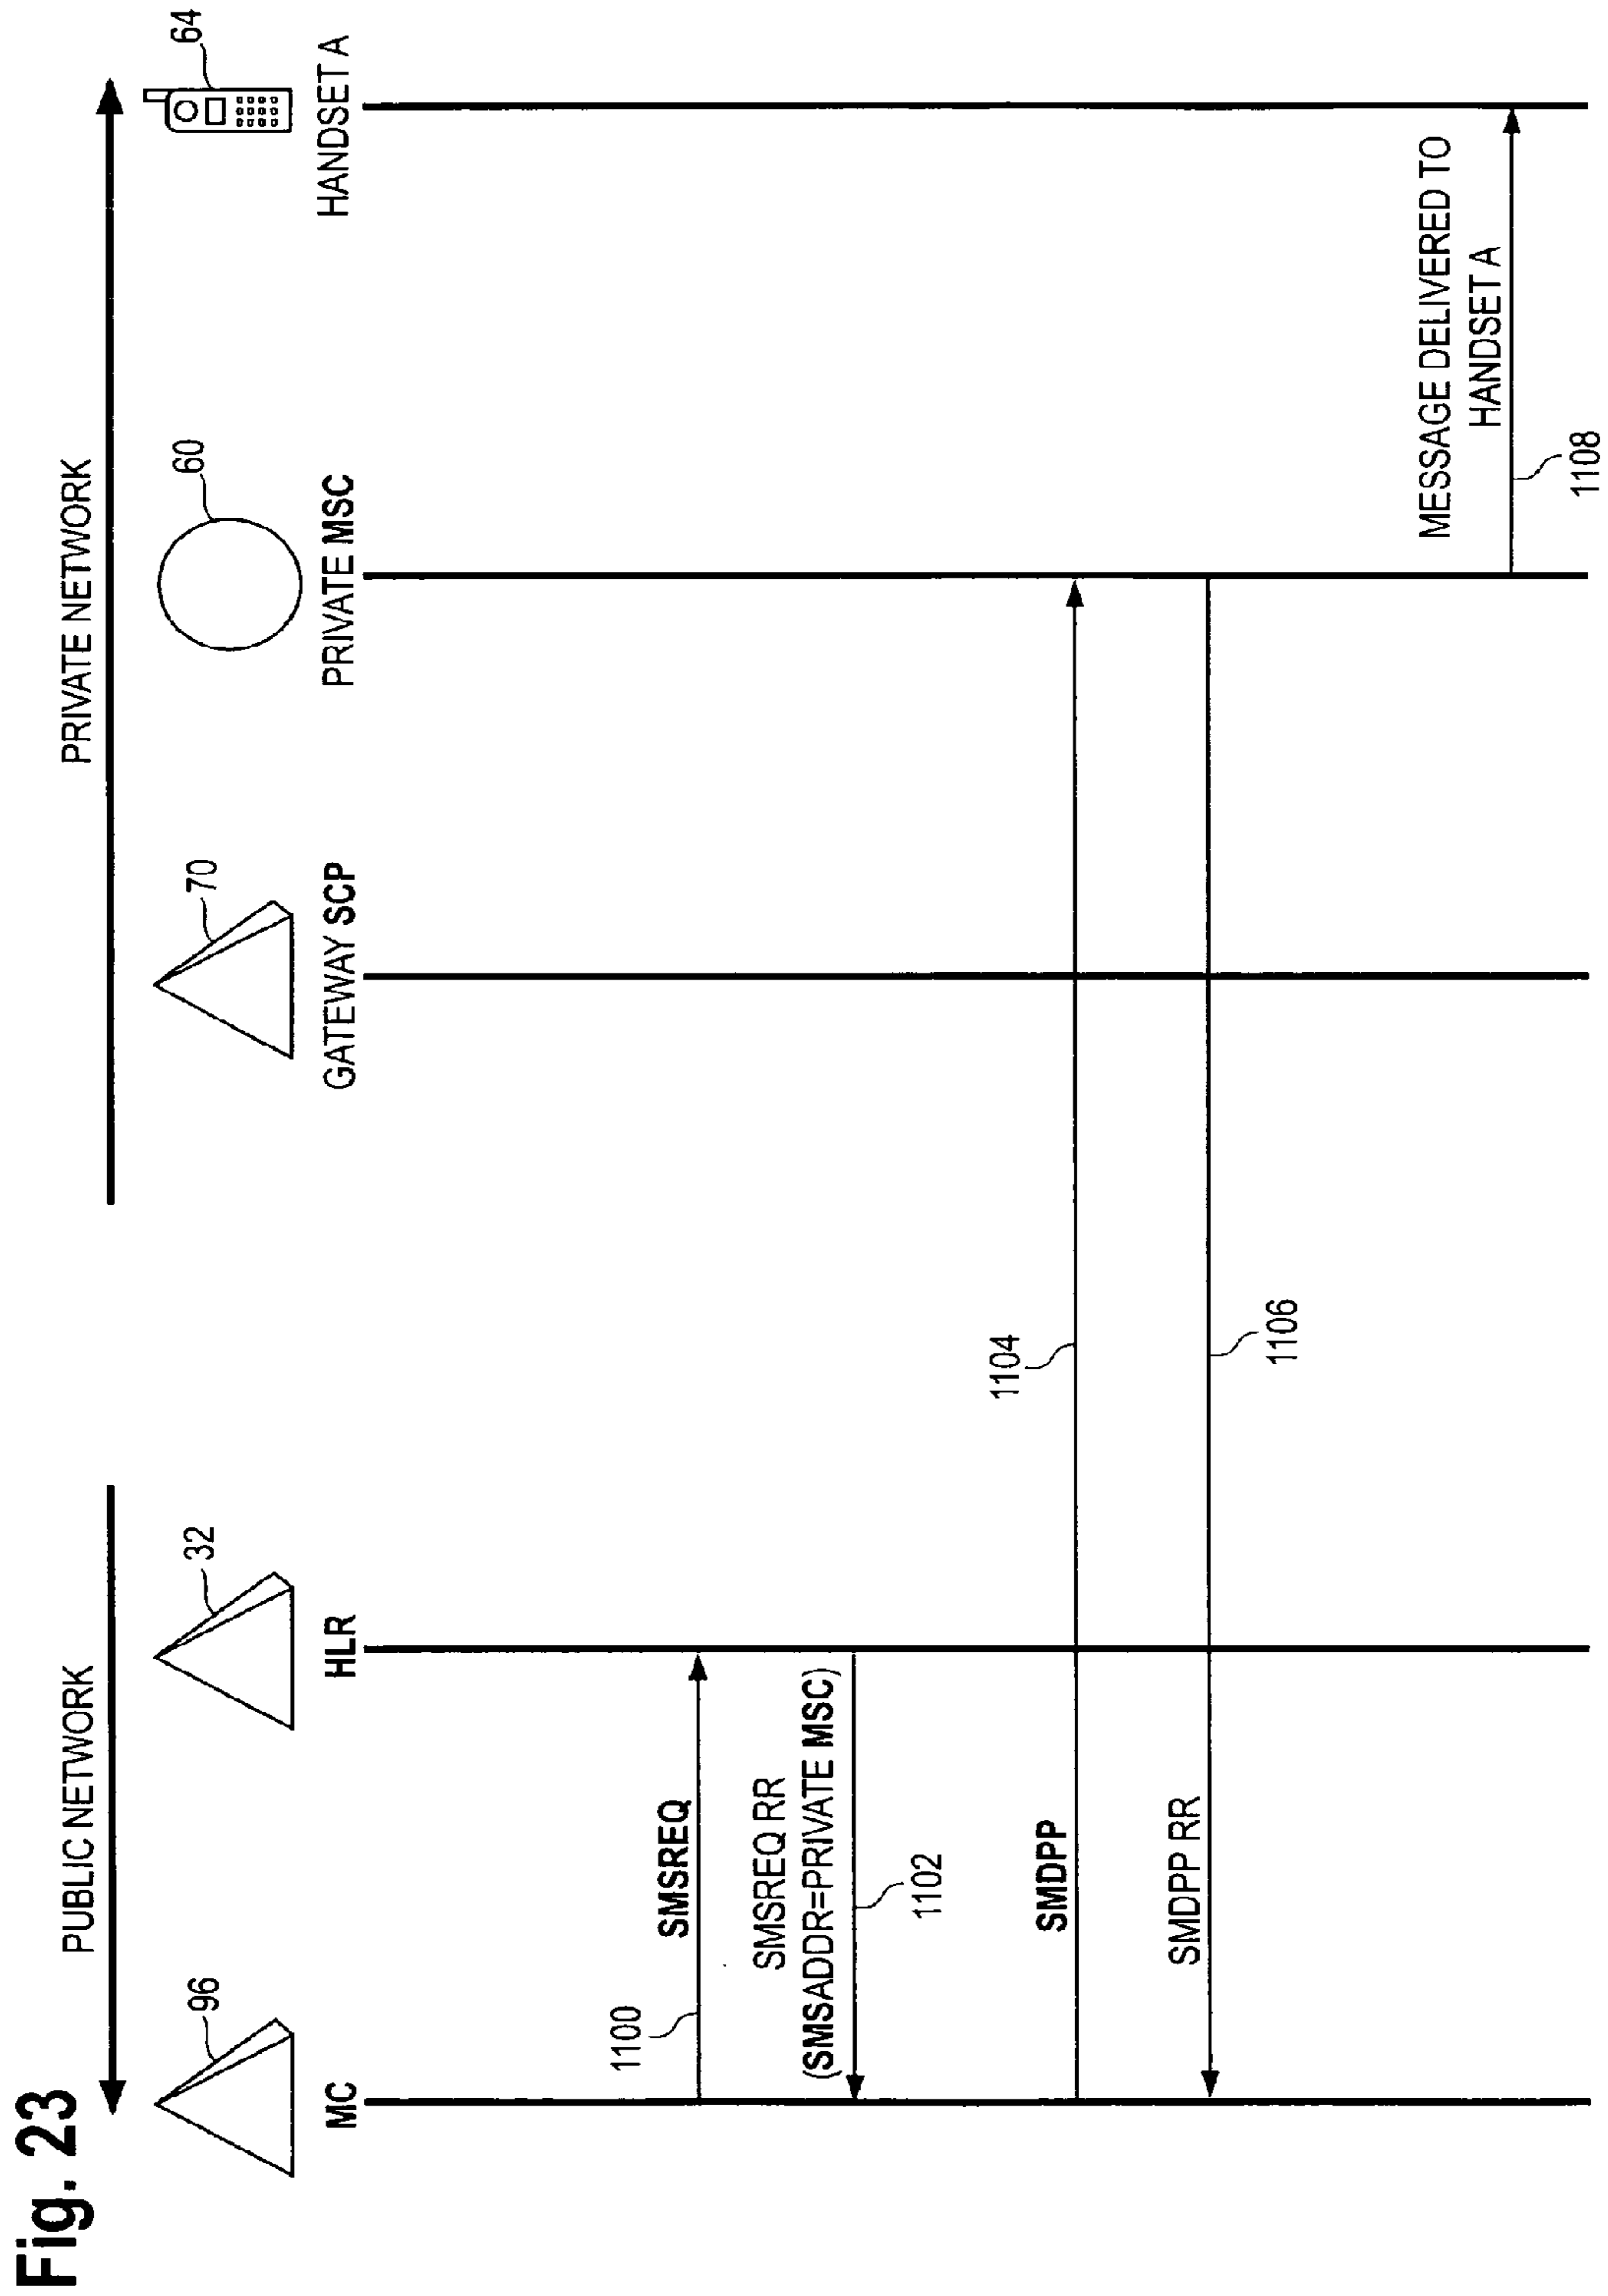 Fig. 23
PUBLIC NETWORK
PRIVATE NETWORK
96
32
70
60
64
MC
HLR
GATEWAY SCP
PRIVATE MSC
HANDSET A
1100
SMSREQ
SMSREQ RR
(SMSADDR=PRIVATE MSC)
1102
SMDPP
1104
SMDPP RR
1106
MESSAGE DELIVERED TO
HANDSET A
1108